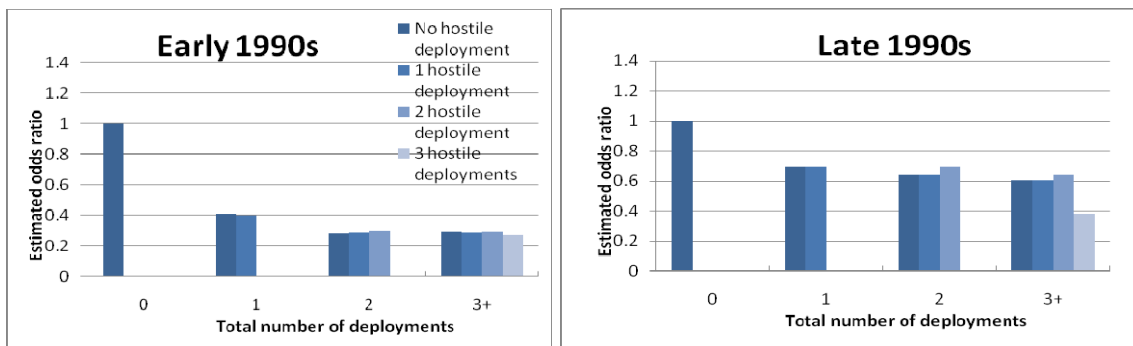 Early 1990s
No hostile
deployment
1 hostile
deployment
2 hostile
deployment
3 hostile
deployments
Estimated odds ratio
1.4
1.2
1
0.8
0.6
0.4
0.2
0
0 1 2 3+
Total number of deployments
Late 1990s
Estimated odds ratio
1.4
1.2
1
0.8
0.6
0.4
0.2
0
0 1 2 3+
Total number of deployments